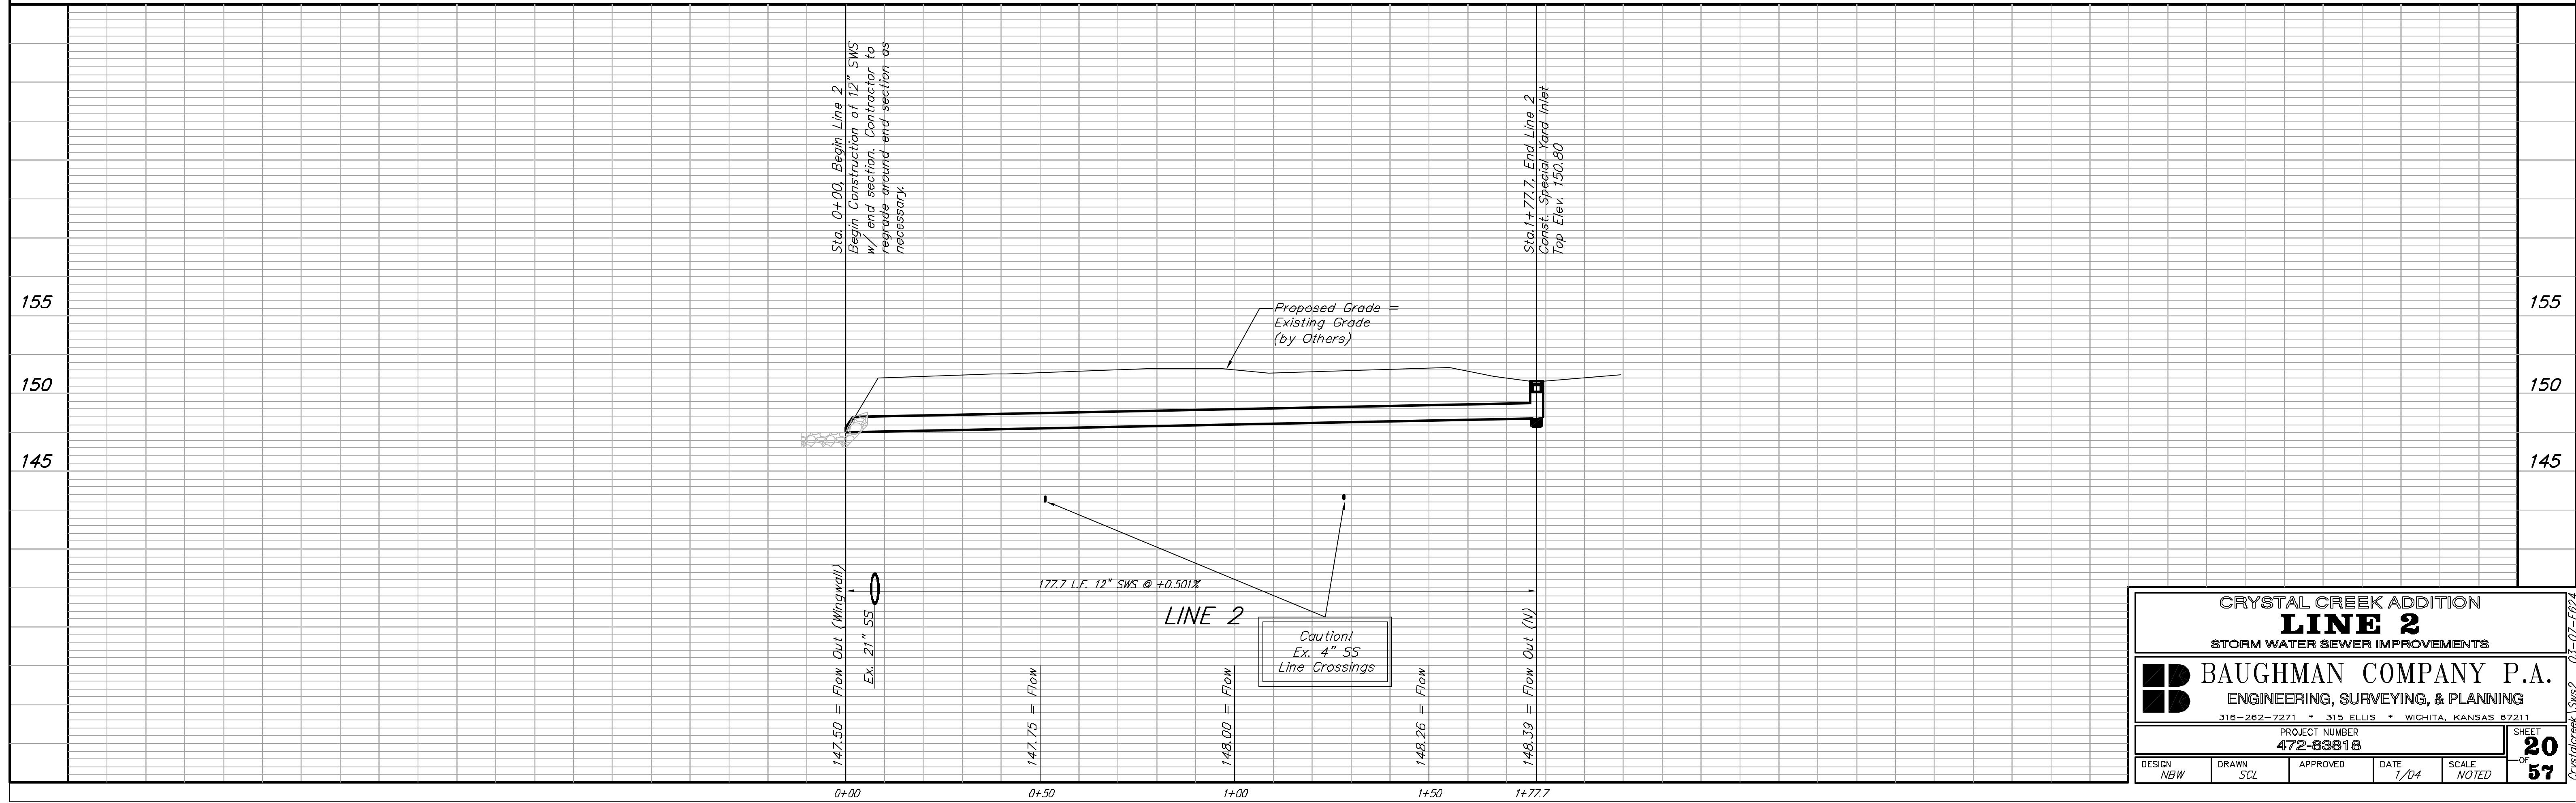 Sta. 0+00, Begin Line 2
Begin Construction of 12" SWS
w/ end section. Contractor to
regrade around end section as
necessary.
Sta.1+77.7, End Line 2
Const. Special Yard Inlet
Top Elev. 150.80
155
155
Proposed Grade =
Existing Grade
(by Others)
150
150
145
145
177.7 L.F. 12" SWS @ +0.501%
LINE 2
Caution!
Ex. 4" SS
Line Crossings
147.50 = Flow Out (Wingwall)
Ex. 21" SS
147.75 = Flow
148.00 = Flow
148.26 = Flow
148.39 = Flow Out (N)
0+00
0+50
1+00
1+50
1+77.7
CRYSTAL CREEK ADDITION
LINE 2
STORM WATER SEWER IMPROVEMENTS
BAUGHMAN COMPANY P.A.
ENGINEERING, SURVEYING, & PLANNING
316-262-7271 * 315 ELLIS * WICHITA, KANSAS 67211
PROJECT NUMBER
472-83818
SHEET
20
OF
57
DESIGN
NBW
DRAWN
SCL
APPROVED
DATE
1/04
SCALE
NOTED
Crystalcreek\Sws2 03-07-E624